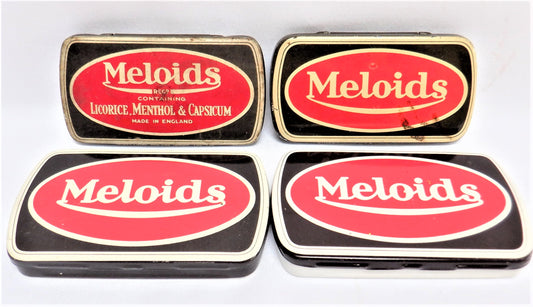 Meloids
REGD
CONTAINING
LICORICE, MENTHOL & CAPSICUM
MADE IN ENGLAND
Meloids
Meloids
Meloids